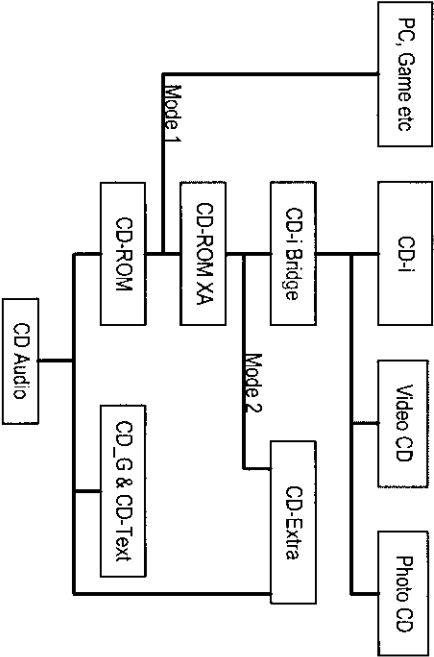 PC, Game etc
CD-i
Video CD
Photo CD
Mode 1
CD-i Bridge
CD-Extra
CD-ROM XA
Mode 2
CD-ROM
CD_G & CD-Text
CD Audio